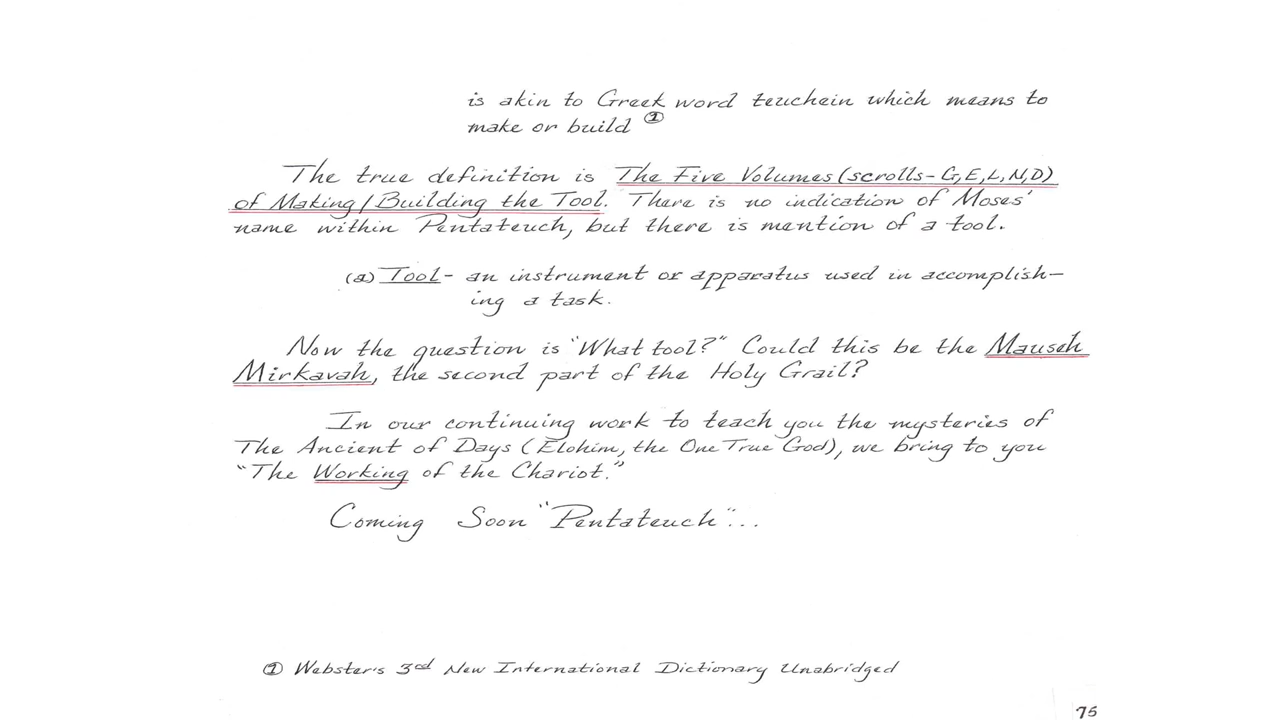 is akin to Greek word teuchein which means to
make or build ①
The true definition is The Five Volumes (scrolls - G, E, L, N, D)
of Making/Building the Tool. There is no indication of Moses'
name within Pentateuch, but there is mention of a tool.
(a) Tool - an instrument or apparatus used in accomplish-
ing a task.
Now the question is "What tool?" Could this be the Mauseh
Mirkavah, the second part of the Holy Grail?
In our continuing work to teach you the mysteries of
The Ancient of Days (Elohim, the One True God), we bring to you
"The Working of the Chariot."
Coming Soon "Pentateuch"...
① Webster's 3rd New International Dictionary Unabridged
75